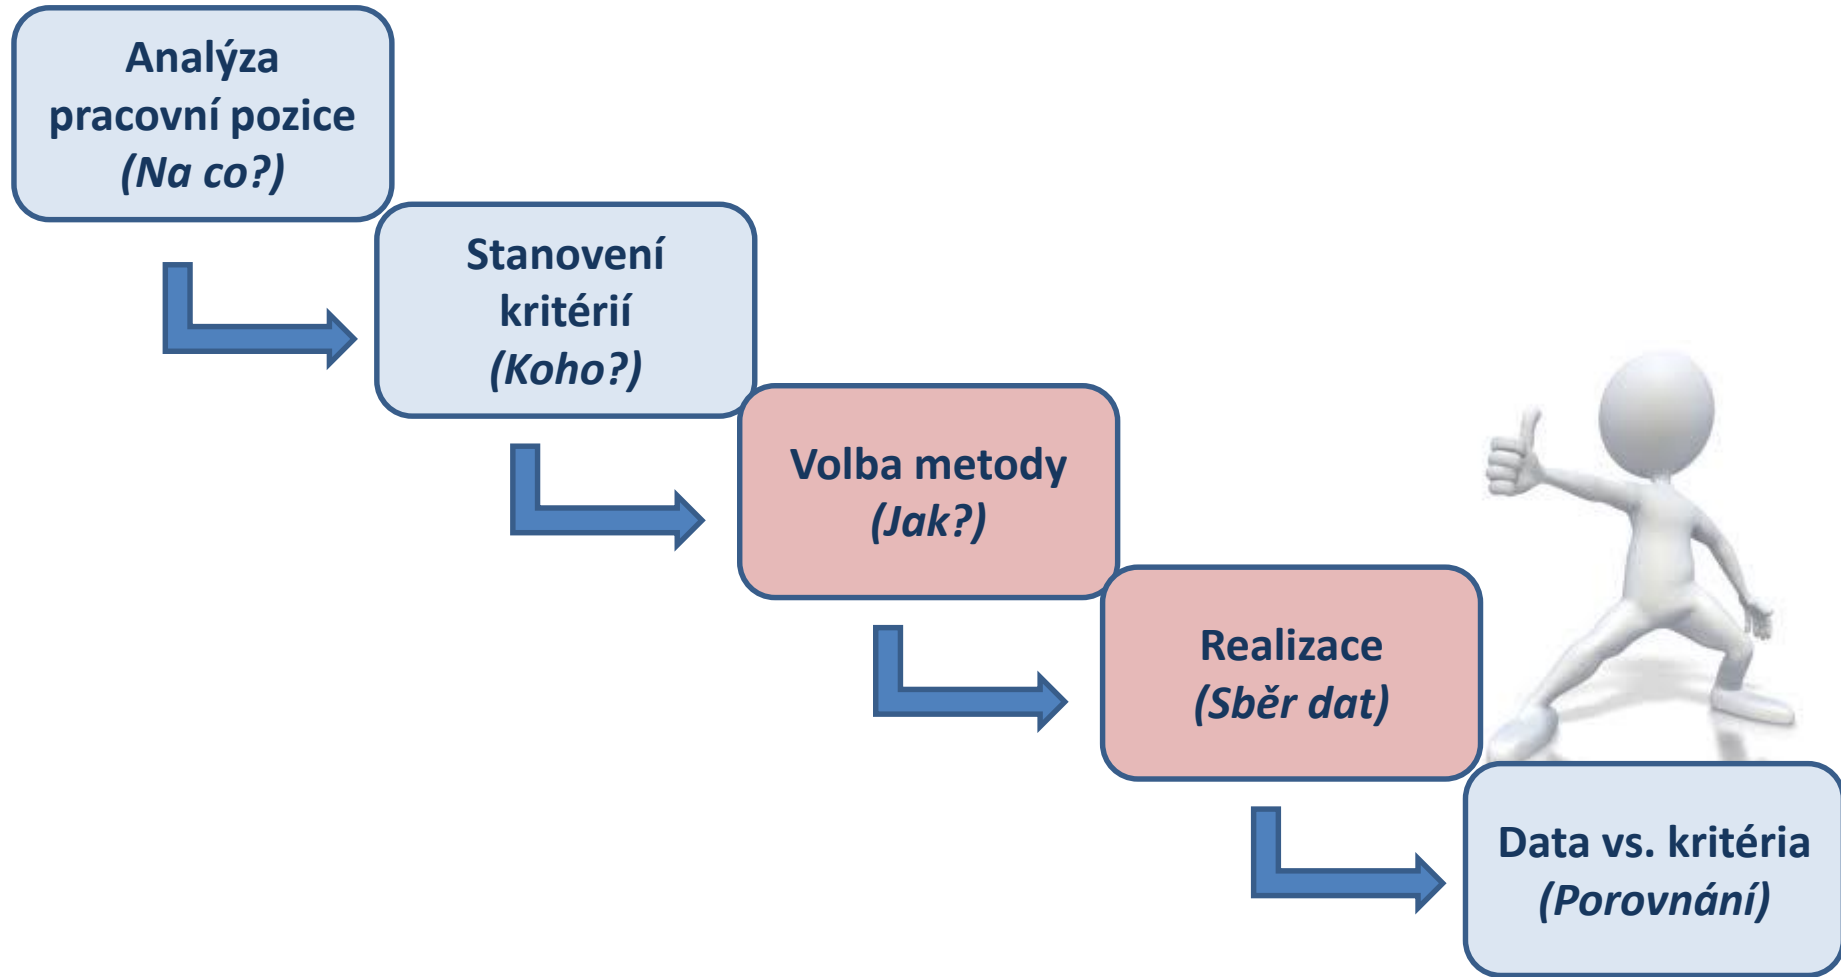 Analýza
pracovní pozice
(Na co?)
Stanovení
kritérií
(Koho?)
Volba metody
(Jak?)
Realizace
(Sběr dat)
Data vs. kritéria
(Porovnání)